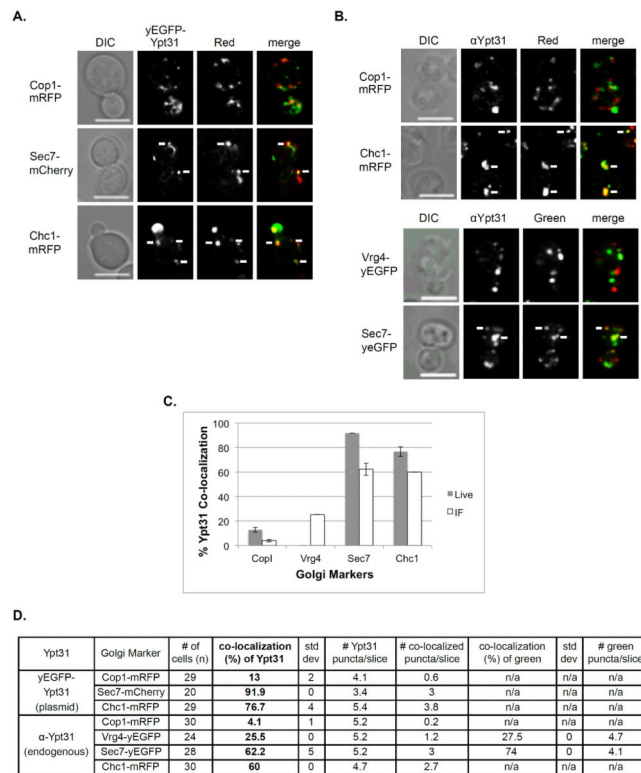 A.
yEGFP-
DIC Ypt31 Red merge
Cop1-
mRFP
Sec7-
mCherry
Chc1-
mRFP
B.
DIC αYpt31 Red merge
Cop1-
mRFP
Chc1-
mRFP
DIC αYpt31 Green merge
Vrg4-
yEGFP
Sec7-
yeGFP
C.
% Ypt31 Co-localization
100
80
60
40
20
0
CopI Vrg4 Sec7 Chc1
Golgi Markers
Live
IF
D.
Ypt31 Golgi Marker # of cells (n) co-localization (%) of Ypt31 std dev # Ypt31 puncta/slice # co-localized puncta/slice co-localization (%) of green std dev # green puncta/slice
yEGFP-Ypt31 (plasmid) Cop1-mRFP 29 13 2 4.1 0.6 n/a n/a n/a
Sec7-mCherry 20 91.9 0 3.4 3 n/a n/a n/a
Chc1-mRFP 29 76.7 4 5.4 3.8 n/a n/a n/a
α-Ypt31 (endogenous) Cop1-mRFP 30 4.1 1 5.2 0.2 n/a n/a n/a
Vrg4-yEGFP 24 25.5 0 5.2 1.2 27.5 0 4.7
Sec7-yEGFP 28 62.2 5 5.2 3 74 0 4.1
Chc1-mRFP 30 60 0 4.7 2.7 n/a n/a n/a